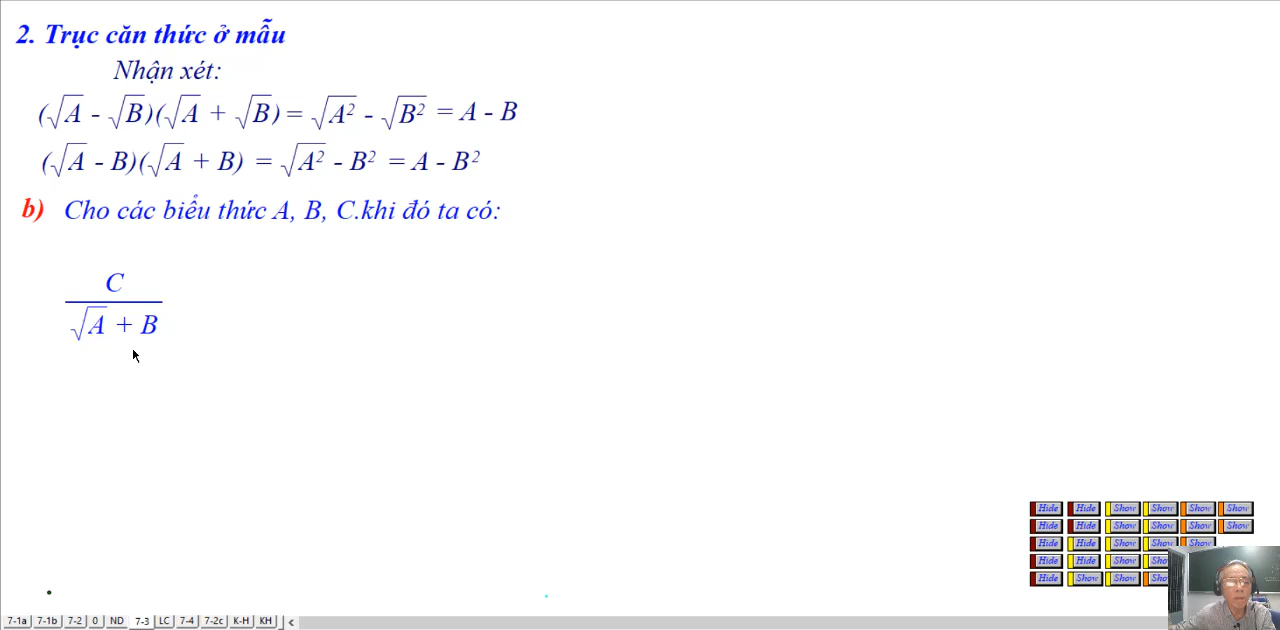 2. Trục căn thức ở mẫu
Nhận xét:
(√A - √B)(√A + √B) = √A² - √B² = A - B
(√A - B)(√A + B) = √A² - B² = A - B²
b) Cho các biểu thức A, B, C.khi đó ta có:
C
√A + B
Hide Hide Show Show Show Show
Hide Hide Show Show Show Show
Hide Hide Show Show Show
Hide Hide Show Show
Hide Show Show
7-1a 7-1b 7-2 0 ND 7-3 LC 7-4 7-2c K-H KH